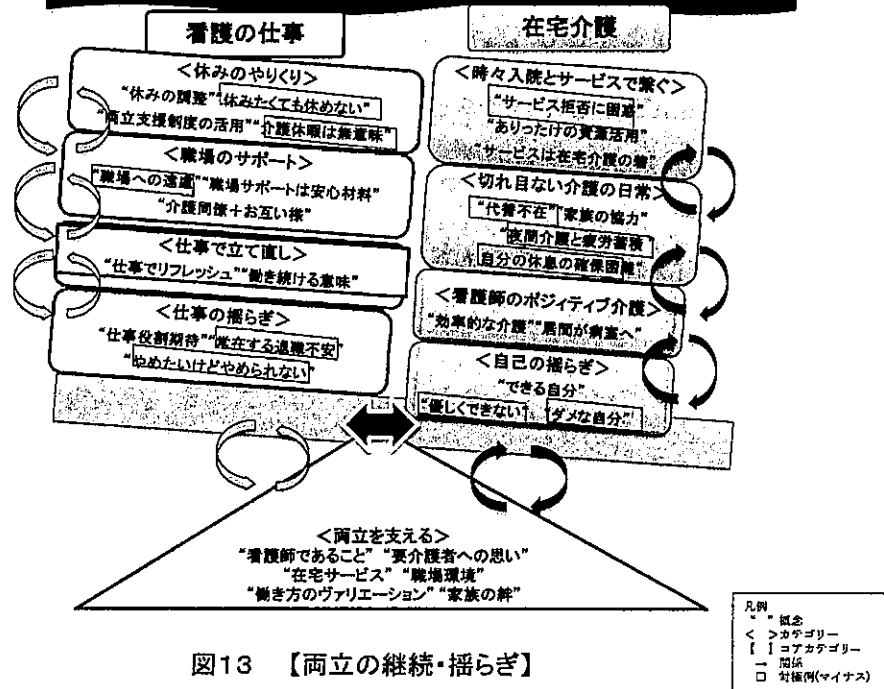 看護の仕事
＜休みのやりくり＞
“休みの調整”“休みたくても休めない”
“両立支援制度の活用”“介護休暇は無意味”
＜職場のサポート＞
“職場への遠慮”“職場サポートは安心材料”
“介護同僚＋お互い様”
＜仕事で立て直し＞
“仕事でリフレッシュ”“働き続ける意味”
＜仕事の揺らぎ＞
“仕事役割期待”“常在する退職不安”
“やめたいけどやめられない”
在宅介護
＜時々入院とサービスで繋ぐ＞
“サービス拒否に困惑”
“ありったけの資源活用”
“サービスは在宅介護の
＜切れ目ない介護の日常＞
“代替不在”“家族の協力”
“夜間介護と疲労蓄積”
“自分の休息の確保困難”
＜看護師のポジィティブ介護＞
“効率的な介護”“居間が病室へ”
＜自己の揺らぎ＞
“できる自分”
“優しくできない” “ダメな自分”
＜両立を支える＞
“看護師であること” “要介護者への思い”
“在宅サービス” “職場環境”
“働き方のヴァリエーション” “家族の絆”
図13 【両立の継続・揺らぎ】
凡例
“ ” 概念
＜ ＞カテゴリー
【 】コアカテゴリー
→ 関係
□ 対極例(マイナス)